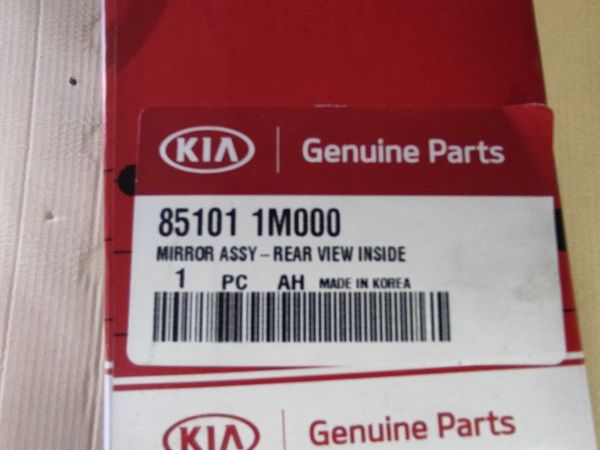 KIA Genuine Parts
85101 1M000
MIRROR ASSY - REAR VIEW INSIDE
1 PC AH MADE IN KOREA
KIA Genuine Parts